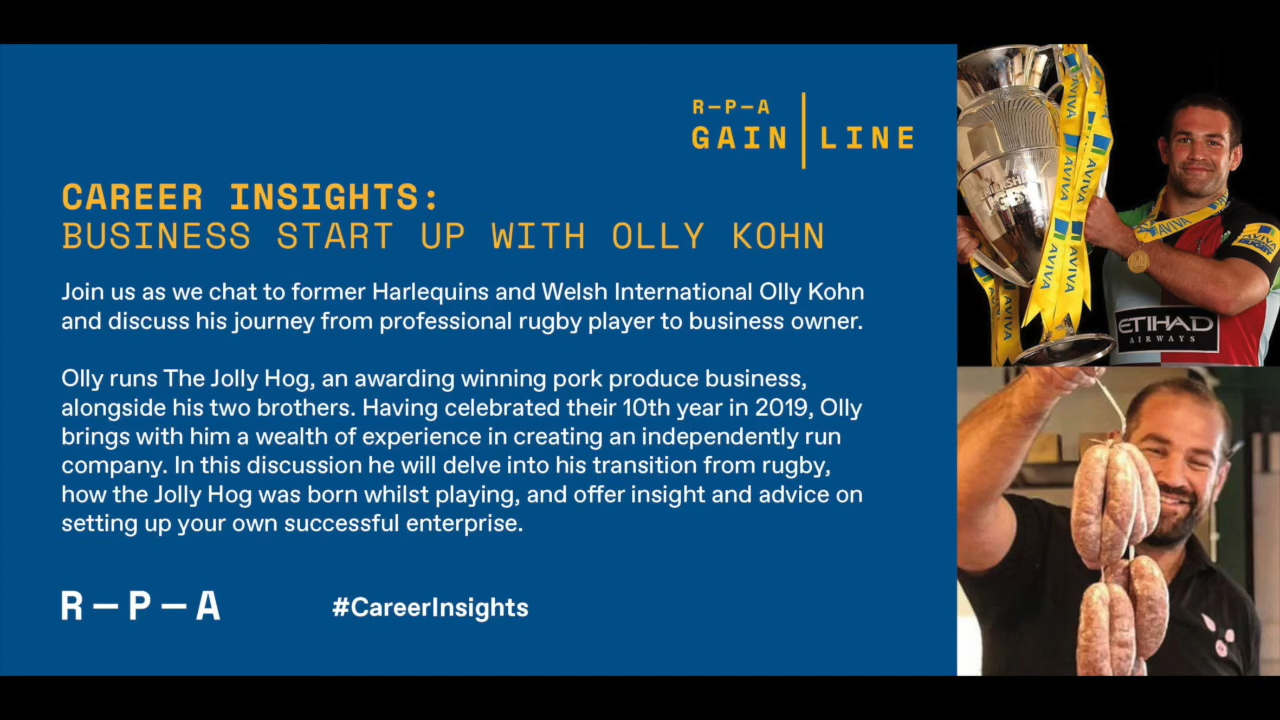 R–P–A
GAIN LINE
CAREER INSIGHTS:
BUSINESS START UP WITH OLLY KOHN
Join us as we chat to former Harlequins and Welsh International Olly Kohn
and discuss his journey from professional rugby player to business owner.
Olly runs The Jolly Hog, an awarding winning pork produce business,
alongside his two brothers. Having celebrated their 10th year in 2019, Olly
brings with him a wealth of experience in creating an independently run
company. In this discussion he will delve into his transition from rugby,
how the Jolly Hog was born whilst playing, and offer insight and advice on
setting up your own successful enterprise.
R–P–A
#CareerInsights
AVIVA
AVIVA
AVIVA
AVIVA
AVIVA
AVIVA
AVIVA
ETIHAD
AIRWAYS